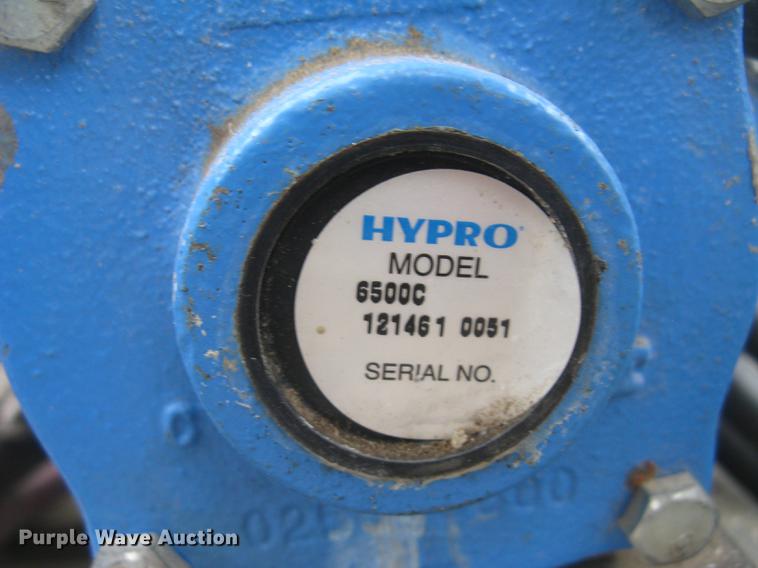 HYPRO
MODEL
6500C
121461 0051
SERIAL NO.
Purple Wave Auction